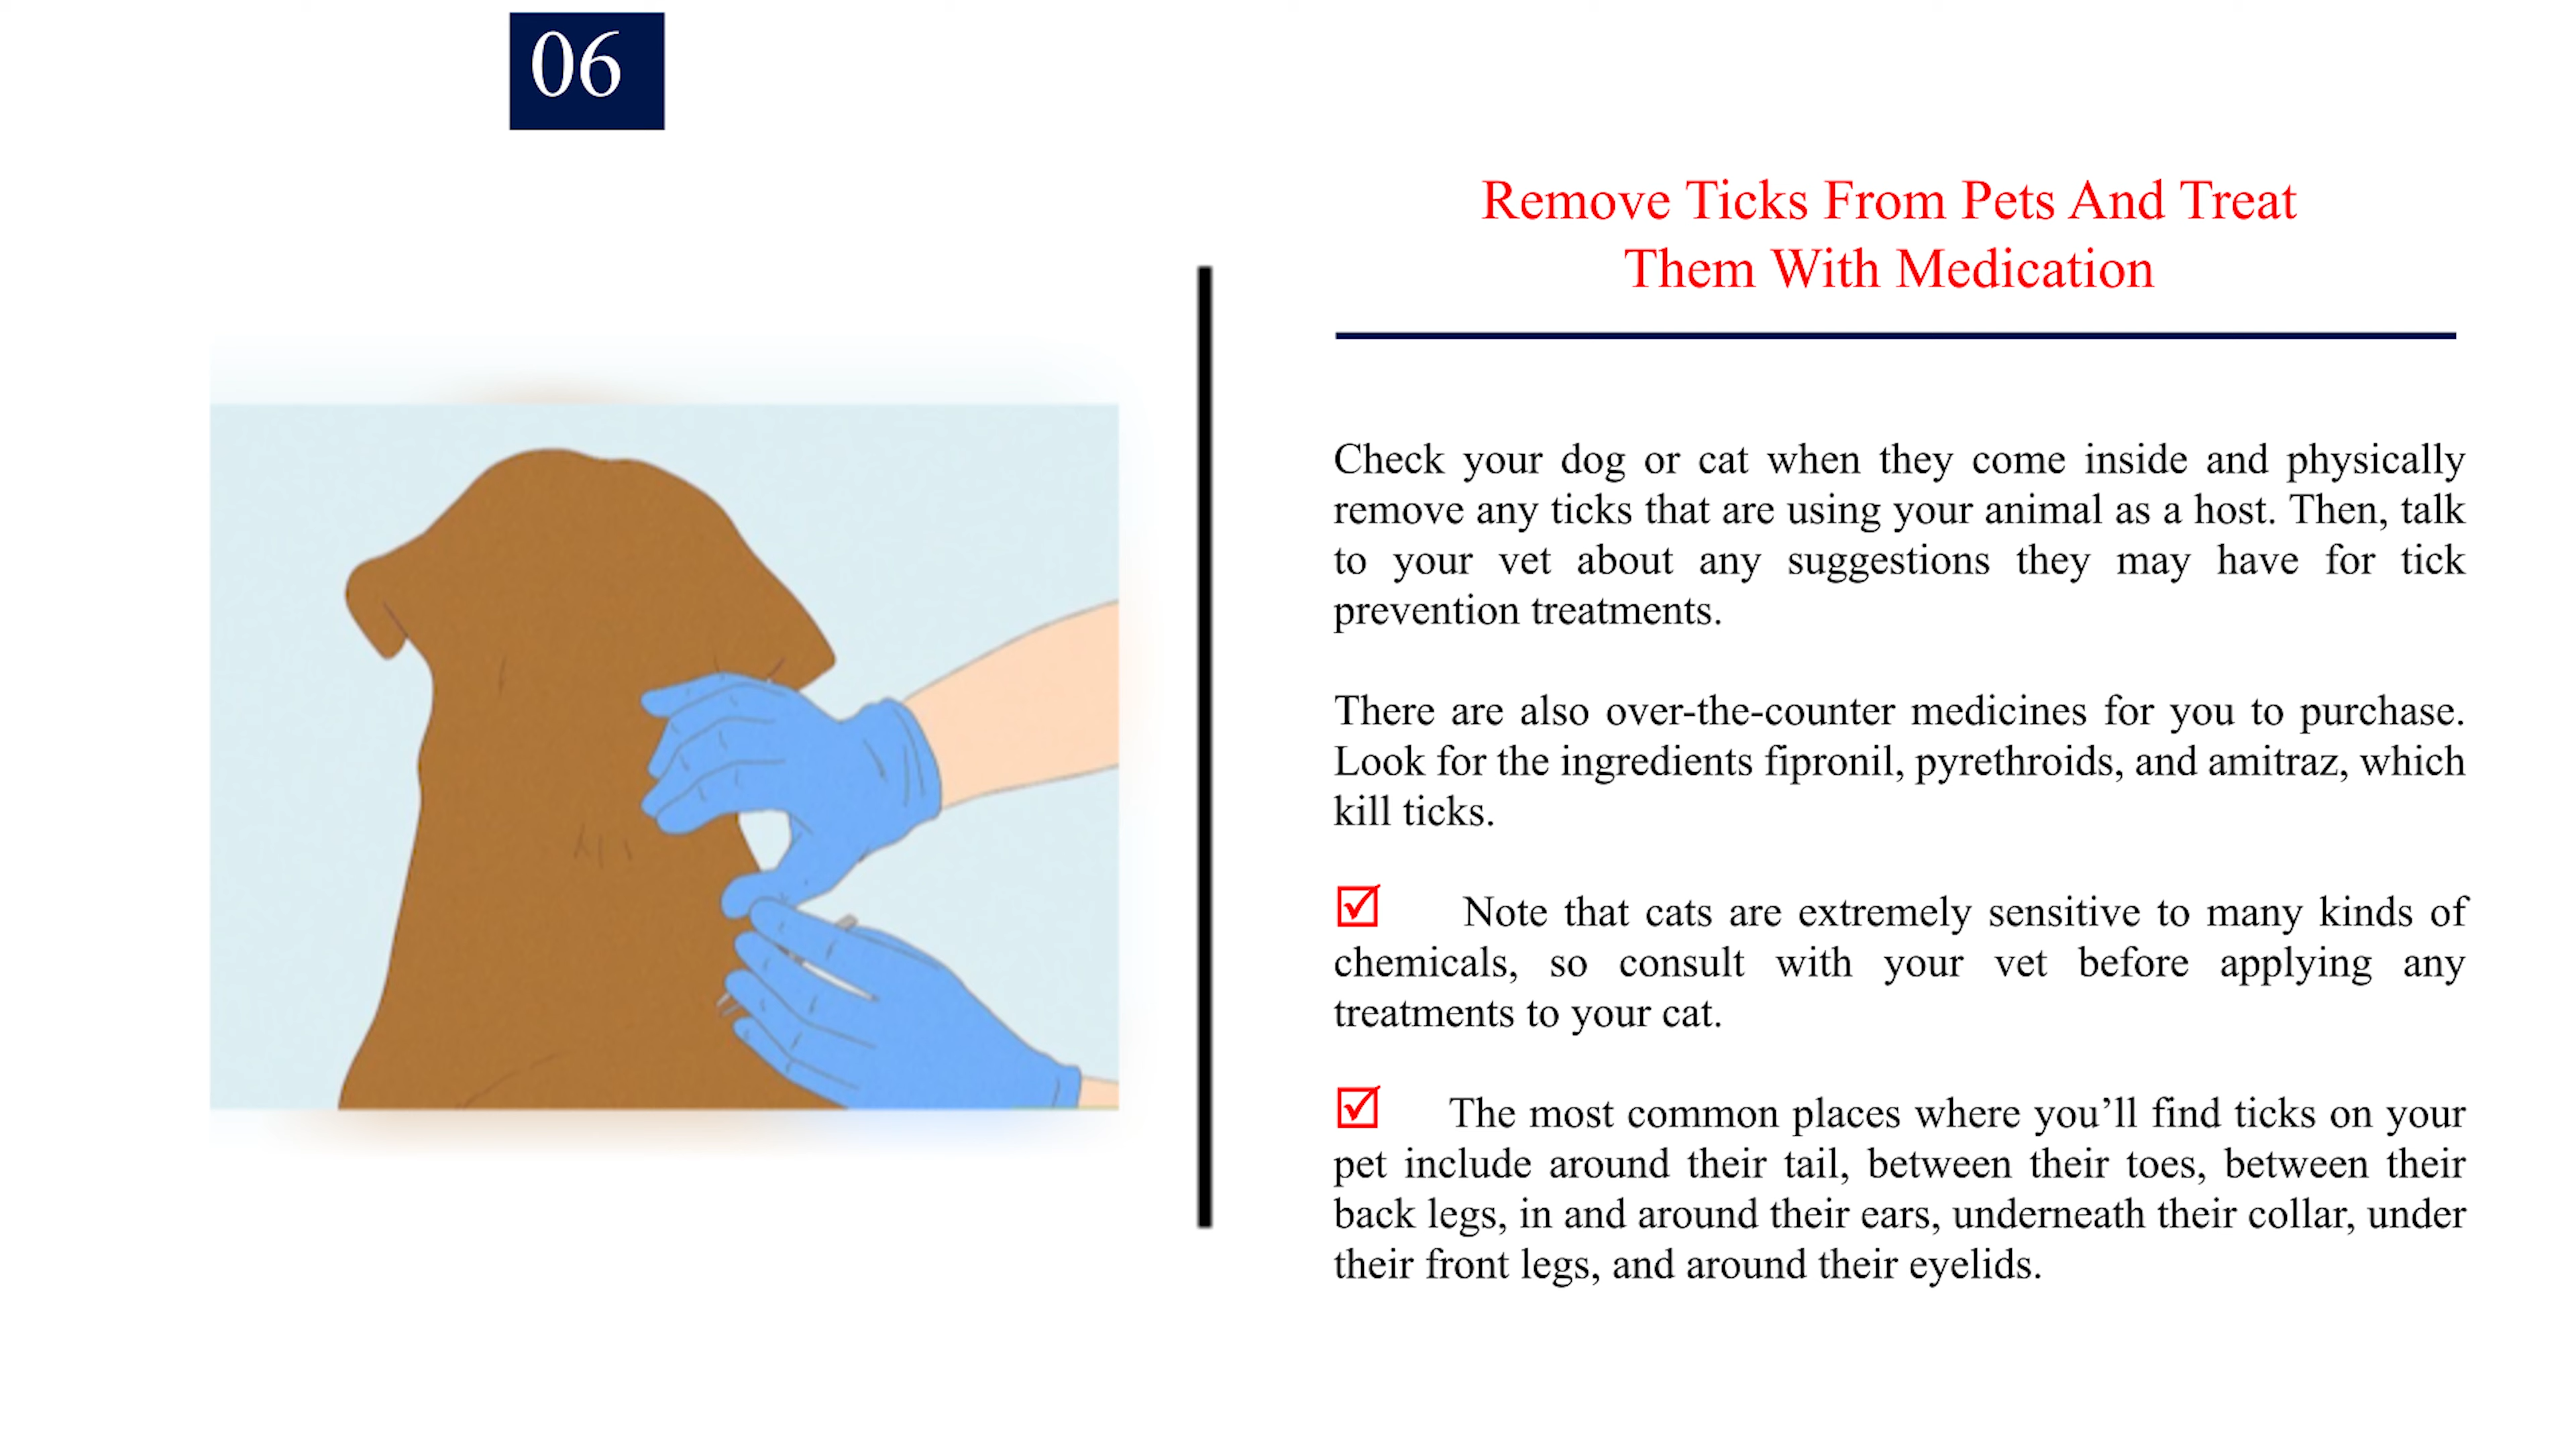 06
Remove Ticks From Pets And Treat
Them With Medication
Check your dog or cat when they come inside and physically
remove any ticks that are using your animal as a host. Then, talk
to your vet about any suggestions they may have for tick
prevention treatments.
There are also over-the-counter medicines for you to purchase.
Look for the ingredients fipronil, pyrethroids, and amitraz, which
kill ticks.
Note that cats are extremely sensitive to many kinds of
chemicals, so consult with your vet before applying any
treatments to your cat.
The most common places where you’ll find ticks on your
pet include around their tail, between their toes, between their
back legs, in and around their ears, underneath their collar, under
their front legs, and around their eyelids.